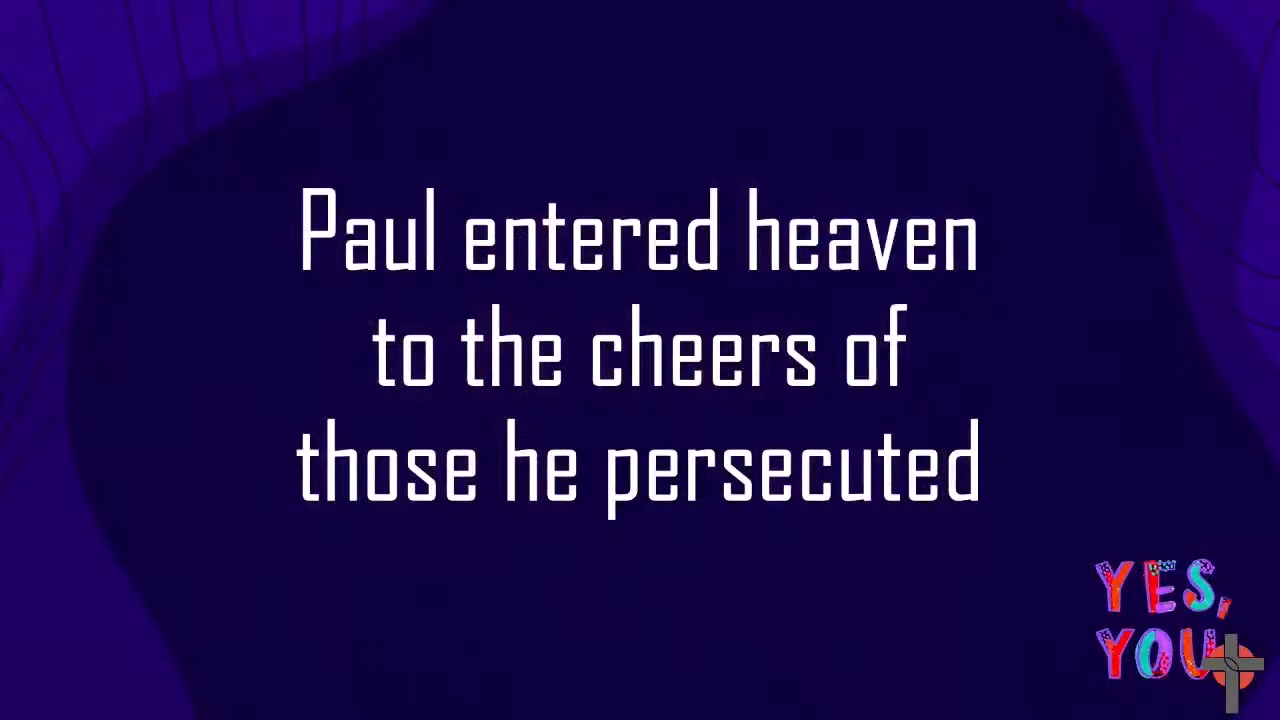 Paul entered heaven
to the cheers of
those he persecuted
YES,
YOU